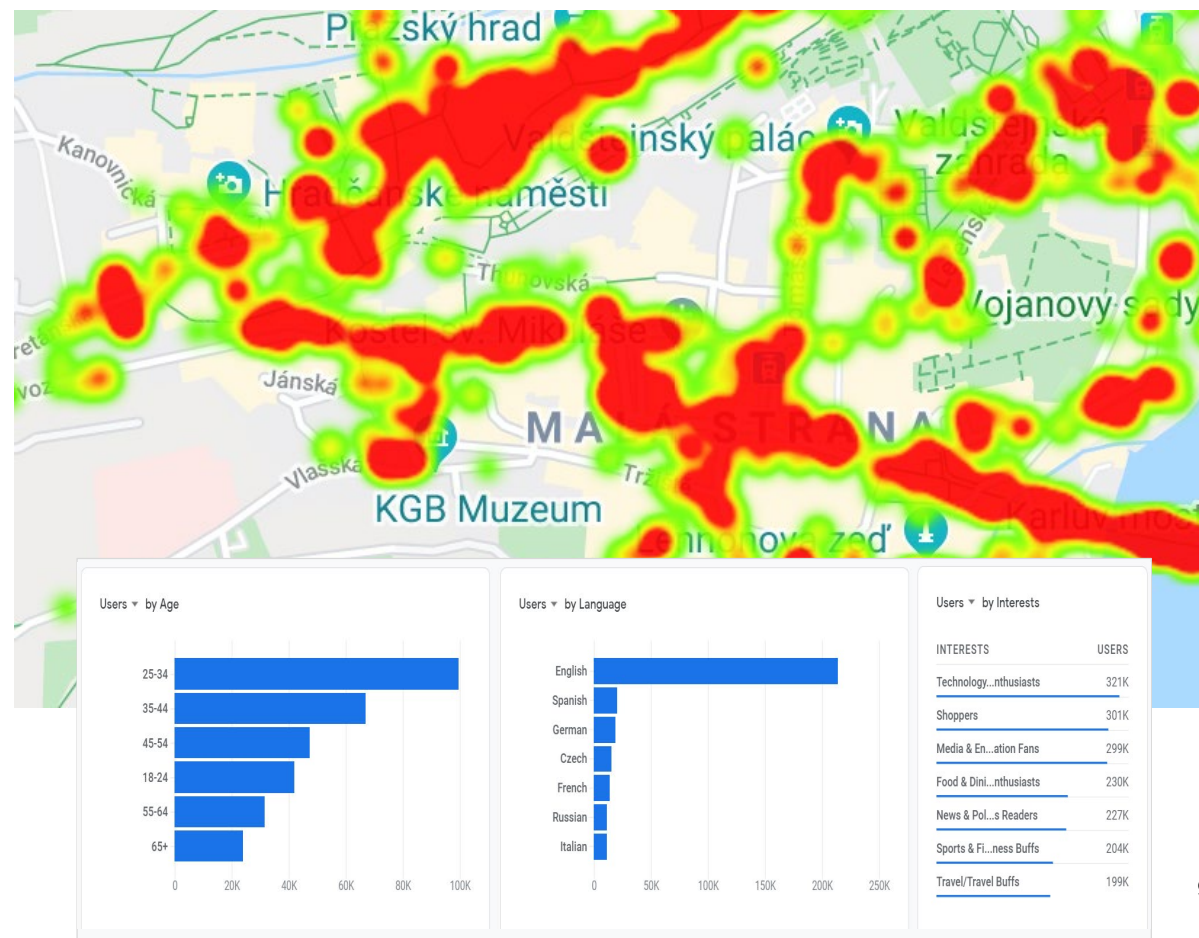 Pražský hrad
Kanovnická
Valdštejnský palác
Valdštejnská
zahrada
Hradčanské náměstí
Thunovská
Vojanovy sady
Kostel sv. Mikuláše
Jánská
MALÁ STRANA
Vlašská
KGB Muzeum
Karlův most
Lennonova zeď
Users by Age
25-34
35-44
45-54
18-24
55-64
65+
0 20K 40K 60K 80K 100K
Users by Language
English
Spanish
German
Czech
French
Russian
Italian
0 50K 100K 150K 200K 250K
Users by Interests
INTERESTS USERS
Technology...nthusiasts 321K
Shoppers 301K
Media & En...ation Fans 299K
Food & Dini...nthusiasts 230K
News & Pol...s Readers 227K
Sports & Fi...ness Buffs 204K
Travel/Travel Buffs 199K